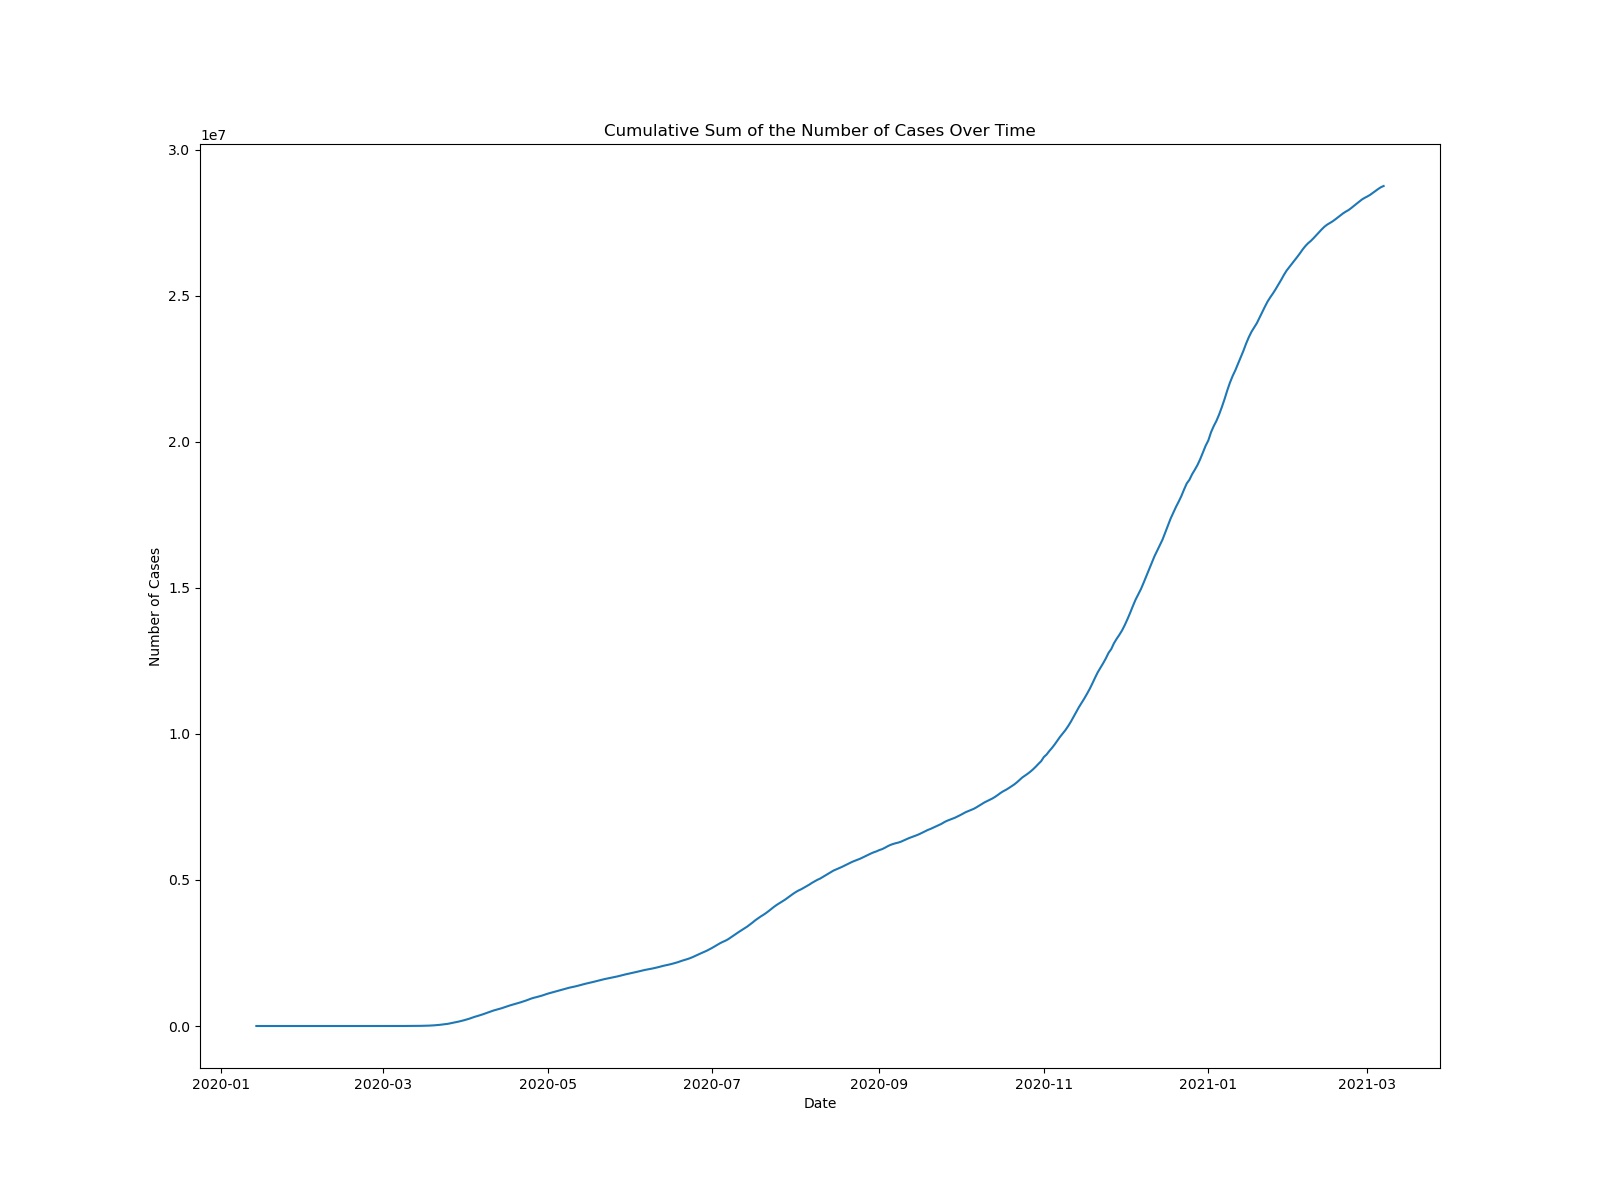 Cumulative Sum of the Number of Cases Over Time
1e7
3.0
2.5
2.0
1.5
1.0
0.5
0.0
Number of Cases
2020-01 2020-03 2020-05 2020-07 2020-09 2020-11 2021-01 2021-03
Date